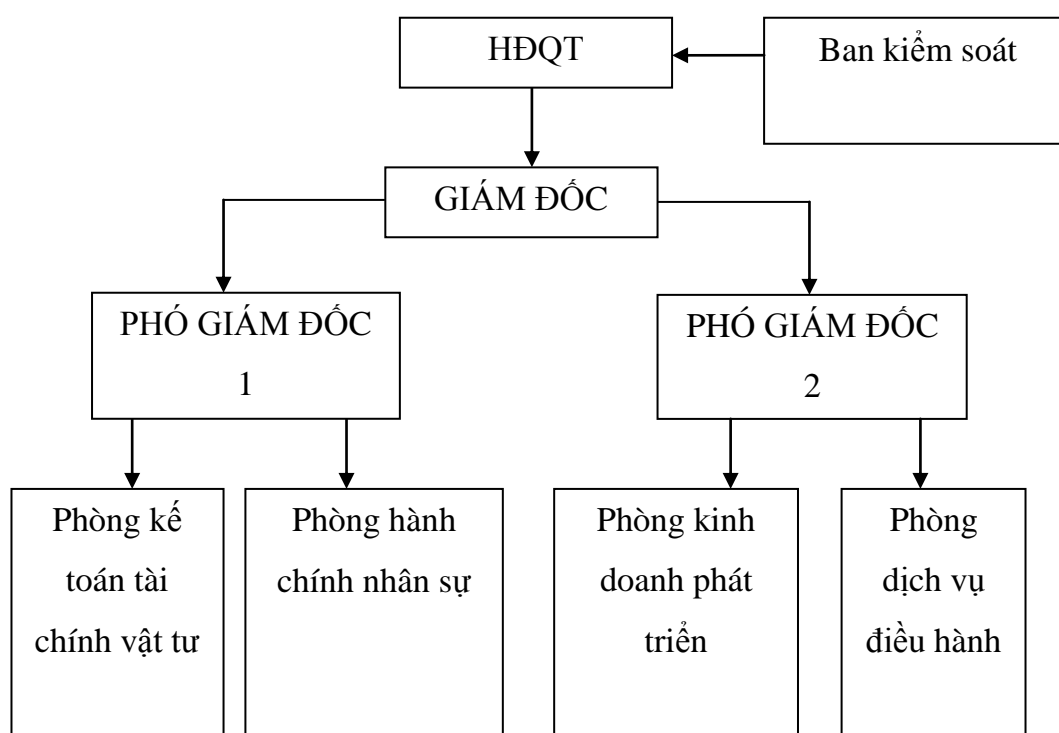 HĐQT
Ban kiểm soát
GIÁM ĐỐC
PHÓ GIÁM ĐỐC
1
PHÓ GIÁM ĐỐC
2
Phòng kế
toán tài
chính vật tư
Phòng hành
chính nhân sự
Phòng kinh
doanh phát
triển
Phòng
dịch vụ
điều hành